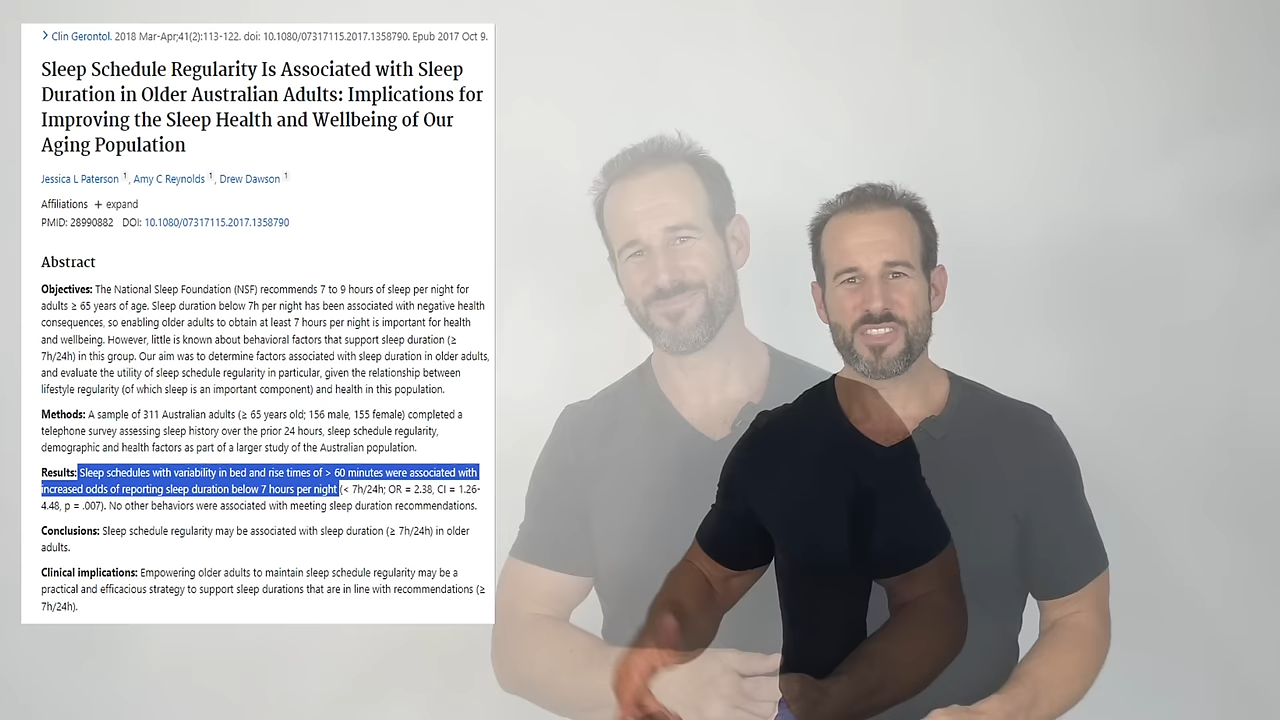 Clin Gerontol. 2018 Mar-Apr;41(2):113-122. doi: 10.1080/07317115.2017.1358790. Epub 2017 Oct 9.
Sleep Schedule Regularity Is Associated with Sleep
Duration in Older Australian Adults: Implications for
Improving the Sleep Health and Wellbeing of Our
Aging Population
Jessica L Paterson 1, Amy C Reynolds 1, Drew Dawson 1
Affiliations + expand
PMID: 28990882 DOI: 10.1080/07317115.2017.1358790
Abstract
Objectives: The National Sleep Foundation (NSF) recommends 7 to 9 hours of sleep per night for
adults ≥ 65 years of age. Sleep duration below 7h per night has been associated with negative health
consequences, so enabling older adults to obtain at least 7 hours per night is important for health
and wellbeing. However, little is known about behavioral factors that support sleep duration (≥
7h/24h) in this group. Our aim was to determine factors associated with sleep duration in older adults,
and evaluate the utility of sleep schedule regularity in particular, given the relationship between
lifestyle regularity (of which sleep is an important component) and health in this population.
Methods: A sample of 311 Australian adults (≥ 65 years old; 156 male, 155 female) completed a
telephone survey assessing sleep history over the prior 24 hours, sleep schedule regularity,
demographic and health factors as part of a larger study of the Australian population.
Results: Sleep schedules with variability in bed and rise times of > 60 minutes were associated with
increased odds of reporting sleep duration below 7 hours per night (< 7h/24h; OR = 2.38, CI = 1.26-
4.48, p = .007). No other behaviors were associated with meeting sleep duration recommendations.
Conclusions: Sleep schedule regularity may be associated with sleep duration (≥ 7h/24h) in older
adults.
Clinical implications: Empowering older adults to maintain sleep schedule regularity may be a
practical and efficacious strategy to support sleep durations that are in line with recommendations (≥
7h/24h).